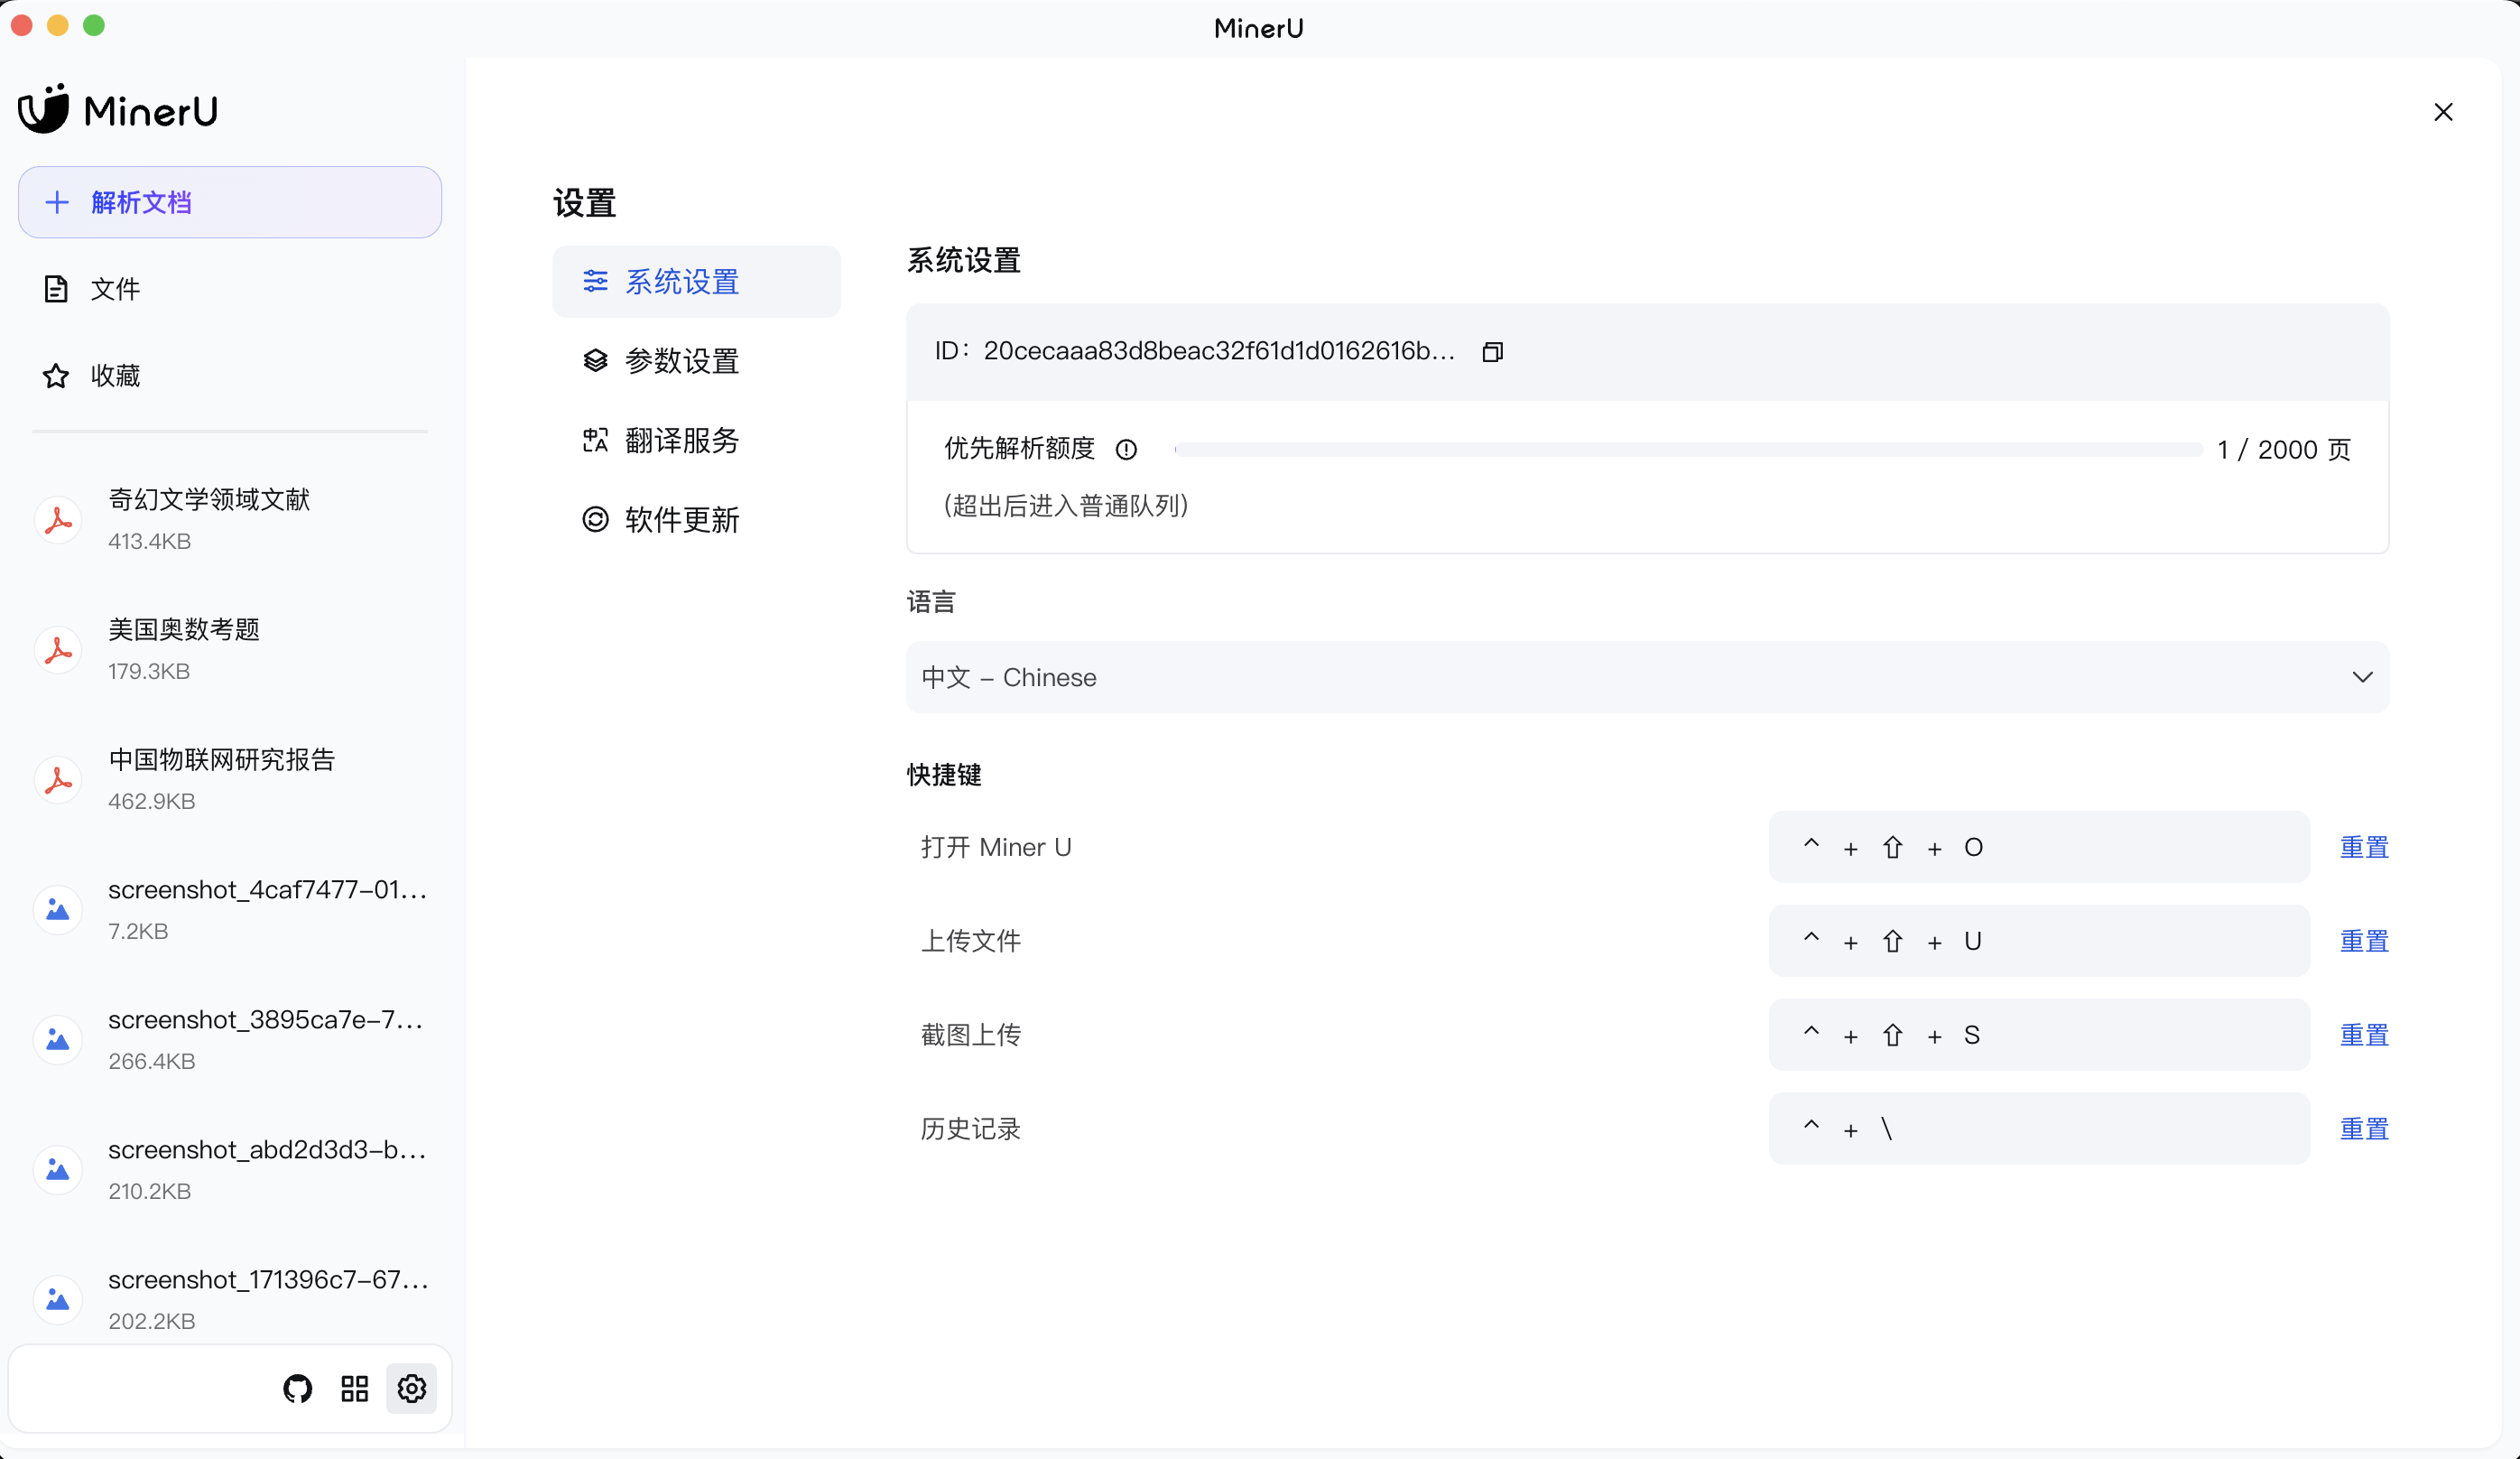 MinerU
MinerU
解析文档
文件
收藏
奇幻文学领域文献
413.4KB
美国奥数考题
179.3KB
中国物联网研究报告
462.9KB
screenshot_4caf7477-01...
7.2KB
screenshot_3895ca7e-7...
266.4KB
screenshot_abd2d3d3-b...
210.2KB
screenshot_171396c7-67...
202.2KB
设置
系统设置
参数设置
翻译服务
软件更新
系统设置
ID：20cecaaa83d8beac32f61d1d0162616b...
优先解析额度 1 / 2000 页
(超出后进入普通队列)
语言
中文 - Chinese
快捷键
打开 Miner U ^ + ⇧ + O 重置
上传文件 ^ + ⇧ + U 重置
截图上传 ^ + ⇧ + S 重置
历史记录 ^ + \ 重置